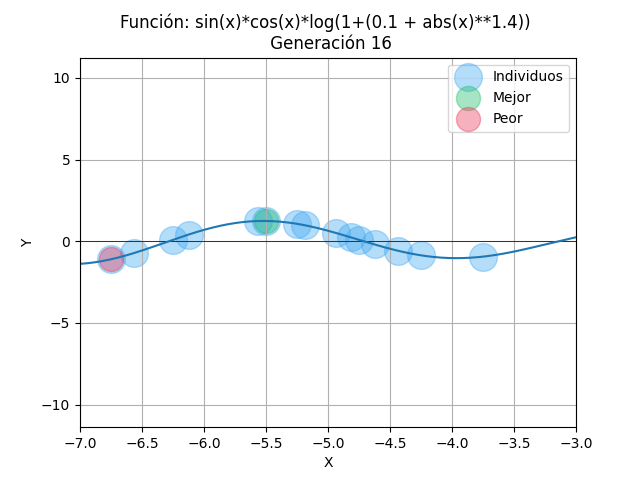 Función: sin(x)*cos(x)*log(1+(0.1 + abs(x)**1.4))
Generación 16
Individuos
Mejor
Peor
Y
10
5
0
−5
−10
−7.0 −6.5 −6.0 −5.5 −5.0 −4.5 −4.0 −3.5 −3.0
X